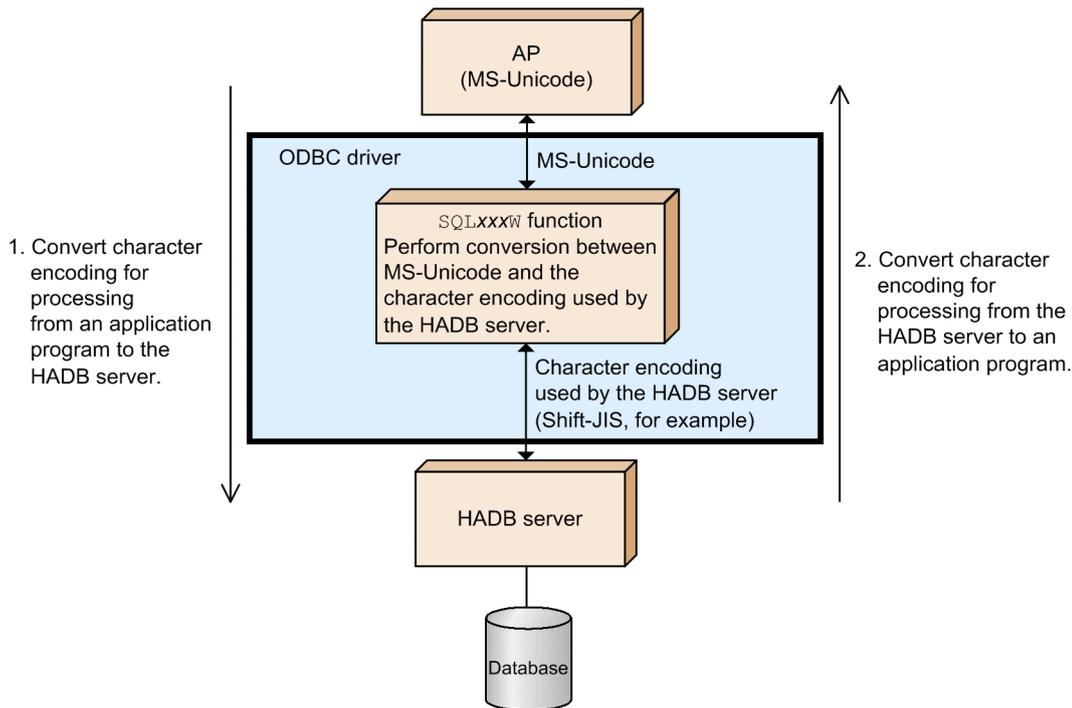 AP
(MS-Unicode)
ODBC driver
MS-Unicode
SQLxxxW function
Perform conversion between
MS-Unicode and the
character encoding used by
the HADB server.
1. Convert character
encoding for
processing
from an application
program to the
HADB server.
2. Convert character
encoding for
processing from the
HADB server to an
application program.
Character encoding
used by the HADB server
(Shift-JIS, for example)
HADB server
Database